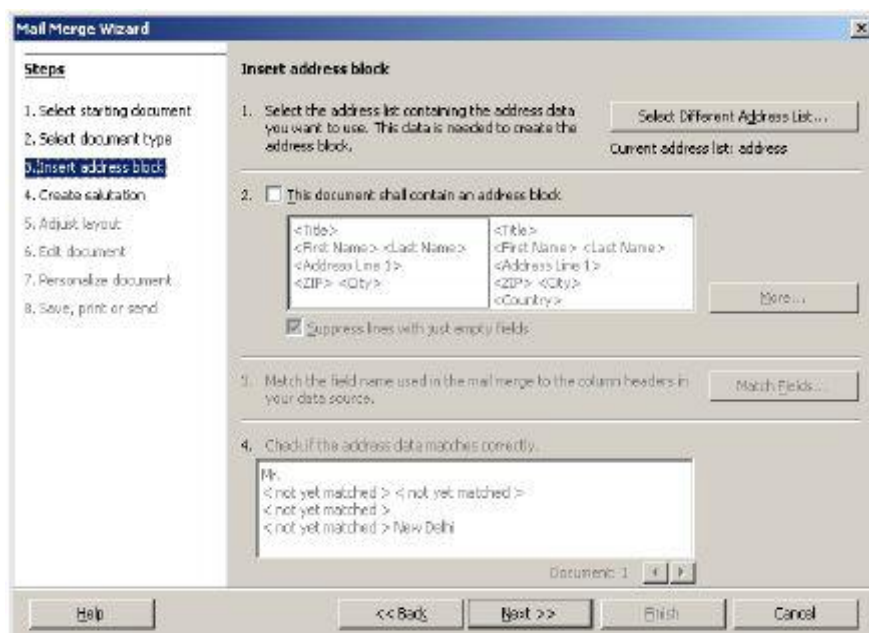 Mail Merge Wizard
Steps
1. Select starting document
2. Select document type
3. Insert address block
4. Create salutation
5. Adjust layout
6. Edit document
7. Personalize document
8. Save, print or send
Insert address block
1. Select the address list containing the address data
you want to use. This data is needed to create the
address block.
Select Different Address List...
Current address list: address
2. This document shall contain an address block
<Title>
<First Name> <Last Name>
<Address Line 1>
<ZIP> <City>
<Title>
<First Name> <Last Name>
<Address Line 1>
<ZIP> <City>
<Country>
More...
Suppress lines with just empty fields
3. Match the field name used in the mail merge to the column headers in
your data source.
Match Fields...
4. Check if the address data matches correctly.
Mr.
< not yet matched > < not yet matched >
< not yet matched >
< not yet matched > New Delhi
Document: 1
Help
<< Back
Next >>
Finish
Cancel